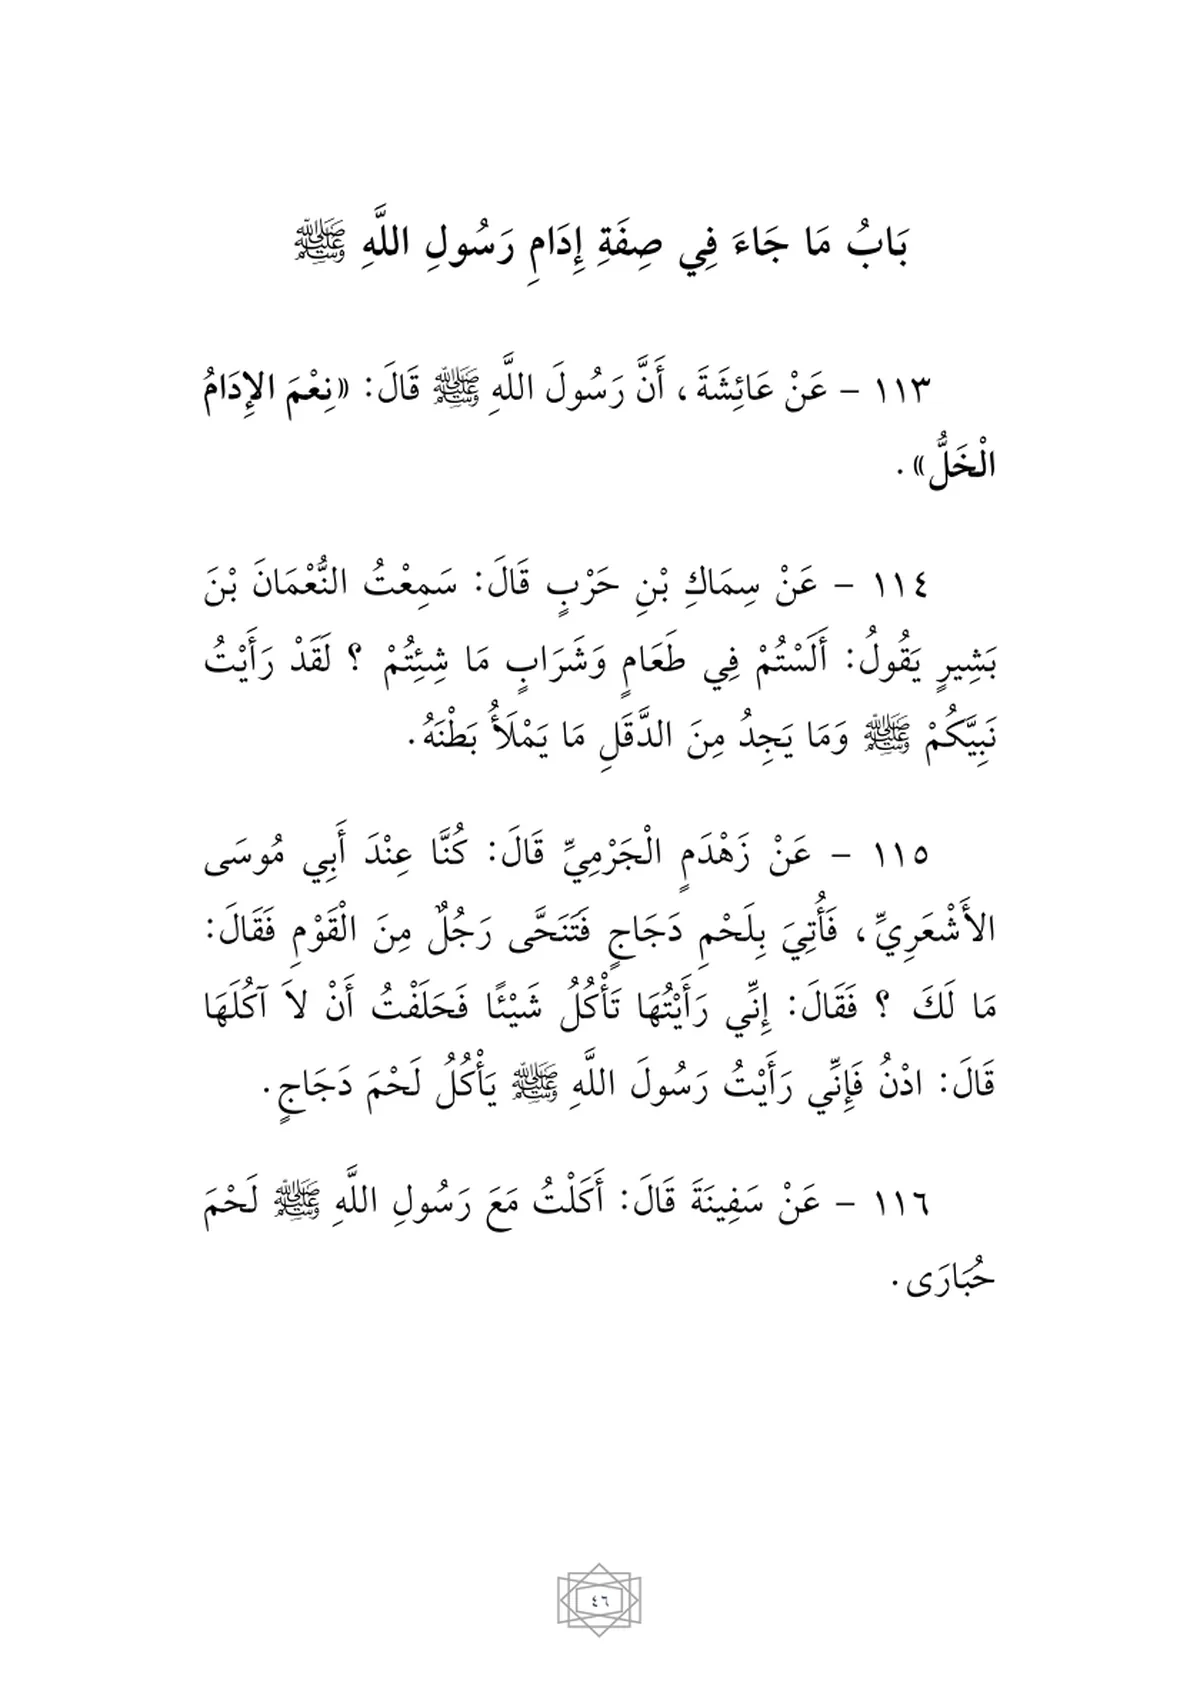 بَابُ مَا جَاءَ فِي صِفَةِ إِدَامِ رَسُولِ اللَّهِ ﷺ
١١٣ – عَنْ عَائِشَةَ، أَنَّ رَسُولَ اللَّهِ ﷺ قَالَ: «نِعْمَ الإِدَامُ
الْخَلُّ».
١١٤ – عَنْ سِمَاكِ بْنِ حَرْبٍ قَالَ: سَمِعْتُ النُّعْمَانَ بْنَ
بَشِيرٍ يَقُولُ: أَلَسْتُمْ فِي طَعَامٍ وَشَرَابٍ مَا شِئِتُمْ ؟ لَقَدْ رَأَيْتُ
نَبِيَّكُمْ ﷺ وَمَا يَجِدُ مِنَ الدَّقَلِ مَا يَمْلَأُ بَطْنَهُ.
١١٥ – عَنْ زَهْدَمٍ الْجَرْمِيِّ قَالَ: كُنَّا عِنْدَ أَبِي مُوسَى
الأَشْعَرِيِّ، فَأُتِيَ بِلَحْمِ دَجَاجٍ فَتَنَحَّى رَجُلٌ مِنَ الْقَوْمِ فَقَالَ:
مَا لَكَ ؟ فَقَالَ: إِنِّي رَأَيْتُهَا تَأْكُلُ شَيْئًا فَحَلَفْتُ أَنْ لاَ آكُلَهَا
قَالَ: ادْنُ فَإِنِّي رَأَيْتُ رَسُولَ اللَّهِ ﷺ يَأْكُلُ لَحْمَ دَجَاجٍ.
١١٦ – عَنْ سَفِينَةَ قَالَ: أَكَلْتُ مَعَ رَسُولِ اللَّهِ ﷺ لَحْمَ
حُبَارَى.
٤٦